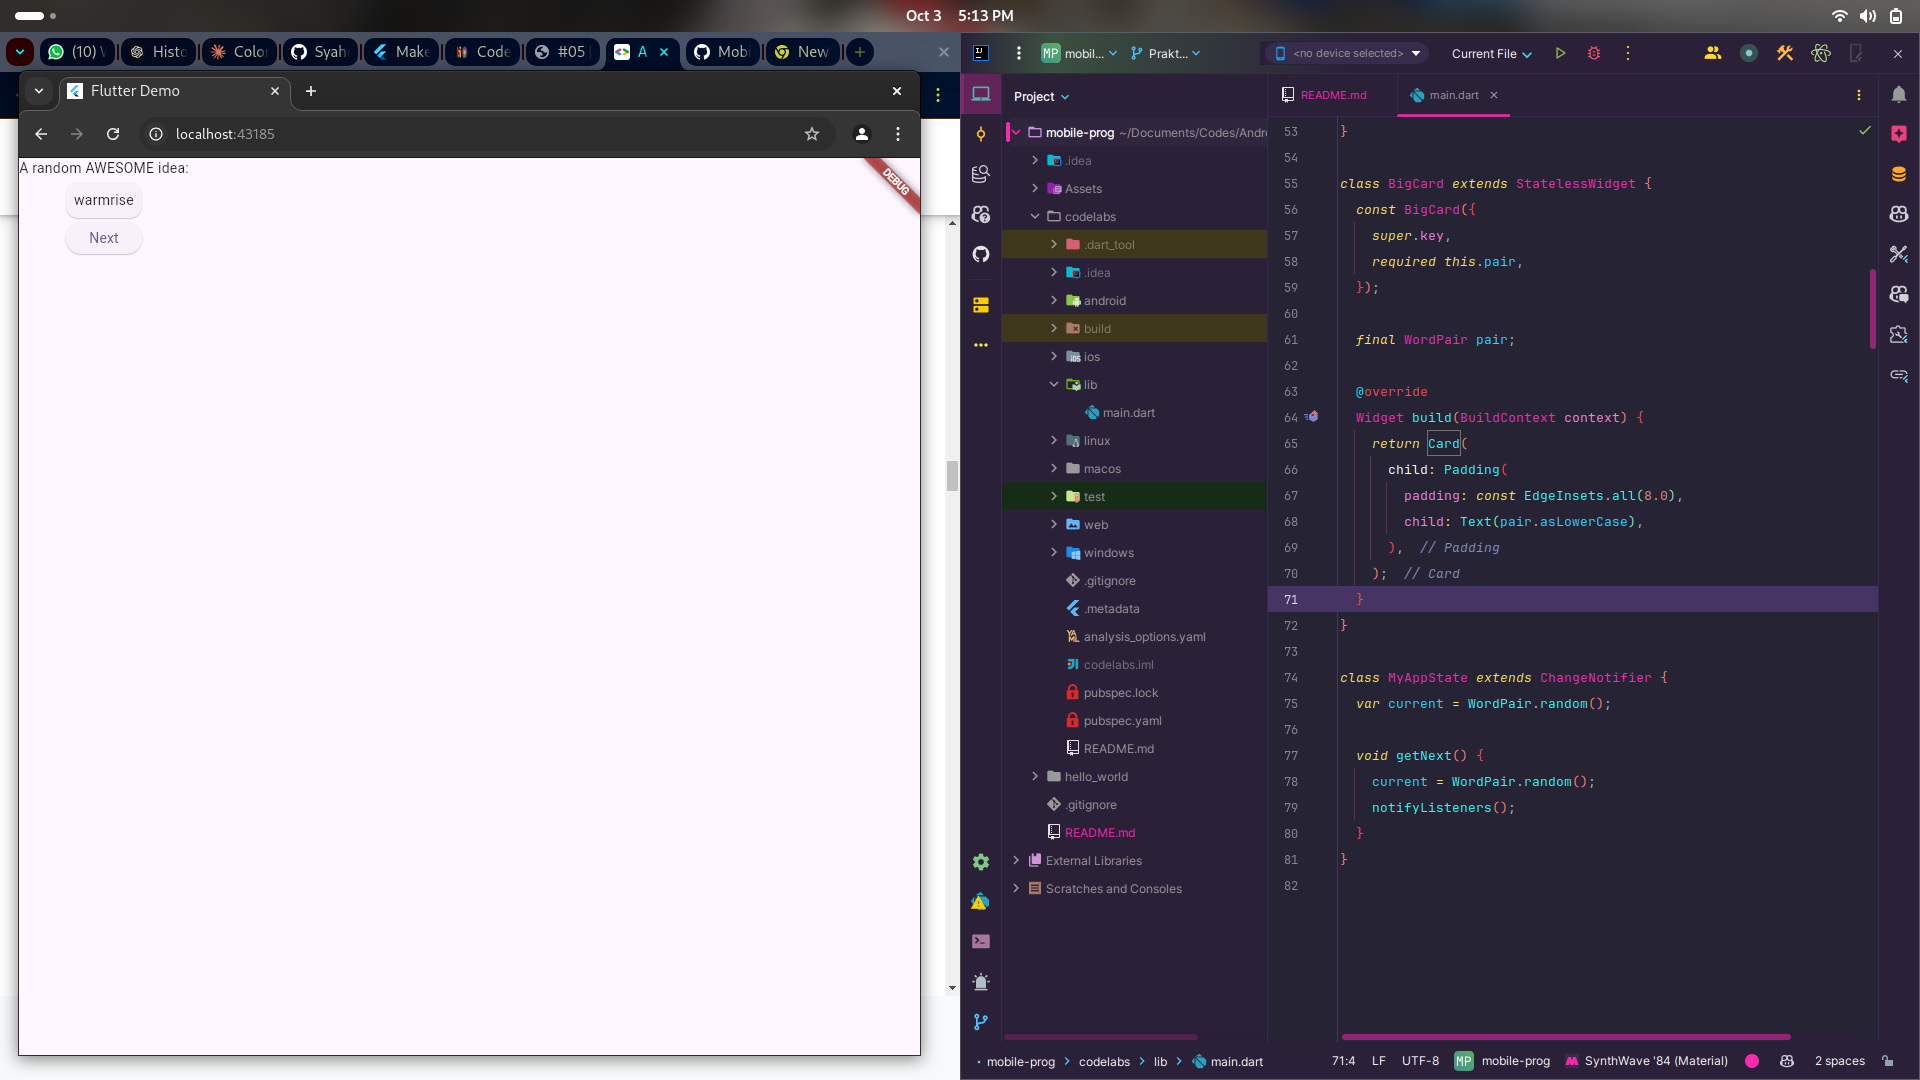 Oct 3 5:13 PM
(10) W
Histo
Color
Syahr
Make
Code
#05
A
Mobi
New
Flutter Demo
localhost:43185
A random AWESOME idea:
DEBUG
warmrise
Next
MP mobil...
Prakt...
<no device selected>
Current File
Project
README.md
main.dart
mobile-prog ~/Documents/Codes/Andro
.idea
Assets
codelabs
.dart_tool
.idea
android
build
ios
lib
main.dart
linux
macos
test
web
windows
.gitignore
.metadata
analysis_options.yaml
codelabs.iml
pubspec.lock
pubspec.yaml
README.md
hello_world
.gitignore
README.md
External Libraries
Scratches and Consoles
53 }
54
55 class BigCard extends StatelessWidget {
56 const BigCard({
57 super.key,
58 required this.pair,
59 });
60
61 final WordPair pair;
62
63 @override
64 Widget build(BuildContext context) {
65 return Card(
66 child: Padding(
67 padding: const EdgeInsets.all(8.0),
68 child: Text(pair.asLowerCase),
69 ), // Padding
70 ); // Card
71 }
72 }
73
74 class MyAppState extends ChangeNotifier {
75 var current = WordPair.random();
76
77 void getNext() {
78 current = WordPair.random();
79 notifyListeners();
80 }
81 }
82
mobile-prog > codelabs > lib > main.dart
71:4 LF UTF-8 MP mobile-prog SynthWave '84 (Material) 2 spaces